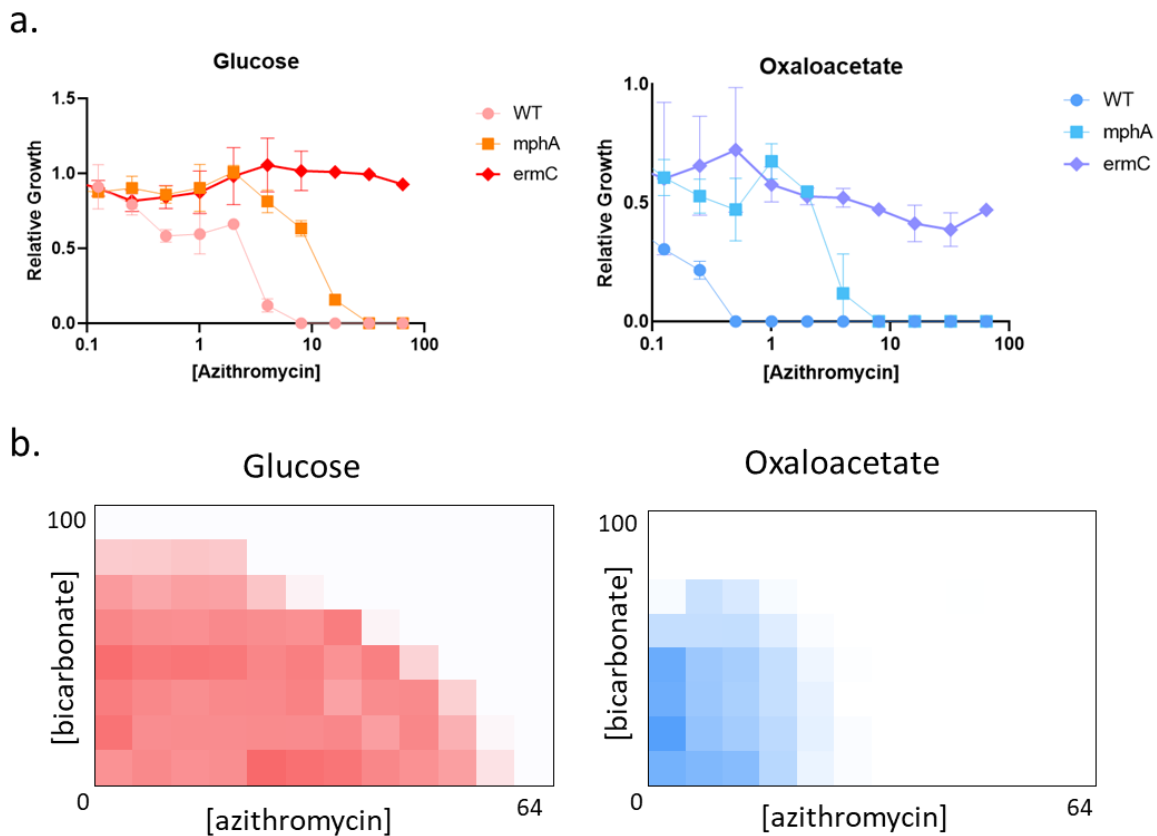 a.
Glucose
1.5
1.0
0.5
0.0
0.1
1
10
100
Relative Growth
[Azithromycin]
WT
mphA
ermC
Oxaloacetate
1.0
0.5
0.0
0.1
1
10
100
Relative Growth
[Azithromycin]
WT
mphA
ermC
b.
Glucose
100
[bicarbonate]
0
64
[azithromycin]
Oxaloacetate
100
[bicarbonate]
0
64
[azithromycin]